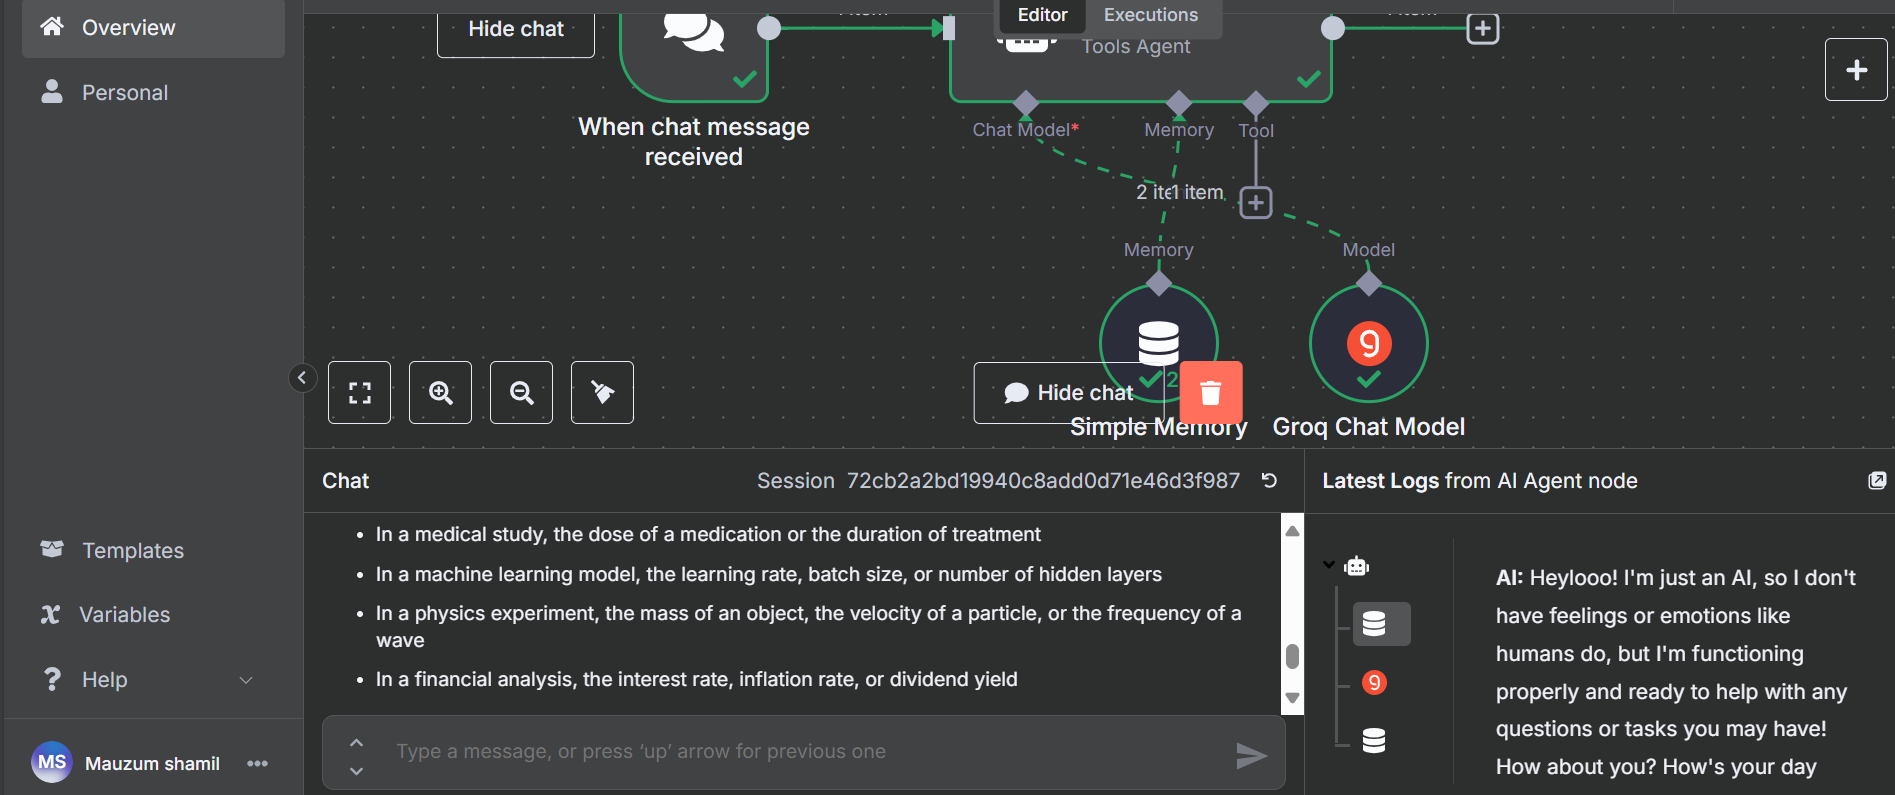 Overview
Personal
Templates
Variables
Help
MS Mauzum shamil
Hide chat
Editor Executions
Tools Agent
When chat message
received
Chat Model*
Memory
Tool
1 item
Memory
Model
2
Hide chat
Simple Memory
Groq Chat Model
Chat
Session 72cb2a2bd19940c8add0d71e46d3f987
• In a medical study, the dose of a medication or the duration of treatment
• In a machine learning model, the learning rate, batch size, or number of hidden layers
• In a physics experiment, the mass of an object, the velocity of a particle, or the frequency of a
wave
• In a financial analysis, the interest rate, inflation rate, or dividend yield
Type a message, or press ‘up’ arrow for previous one
Latest Logs from AI Agent node
AI: Heylooo! I'm just an AI, so I don't
have feelings or emotions like
humans do, but I'm functioning
properly and ready to help with any
questions or tasks you may have!
How about you? How's your day